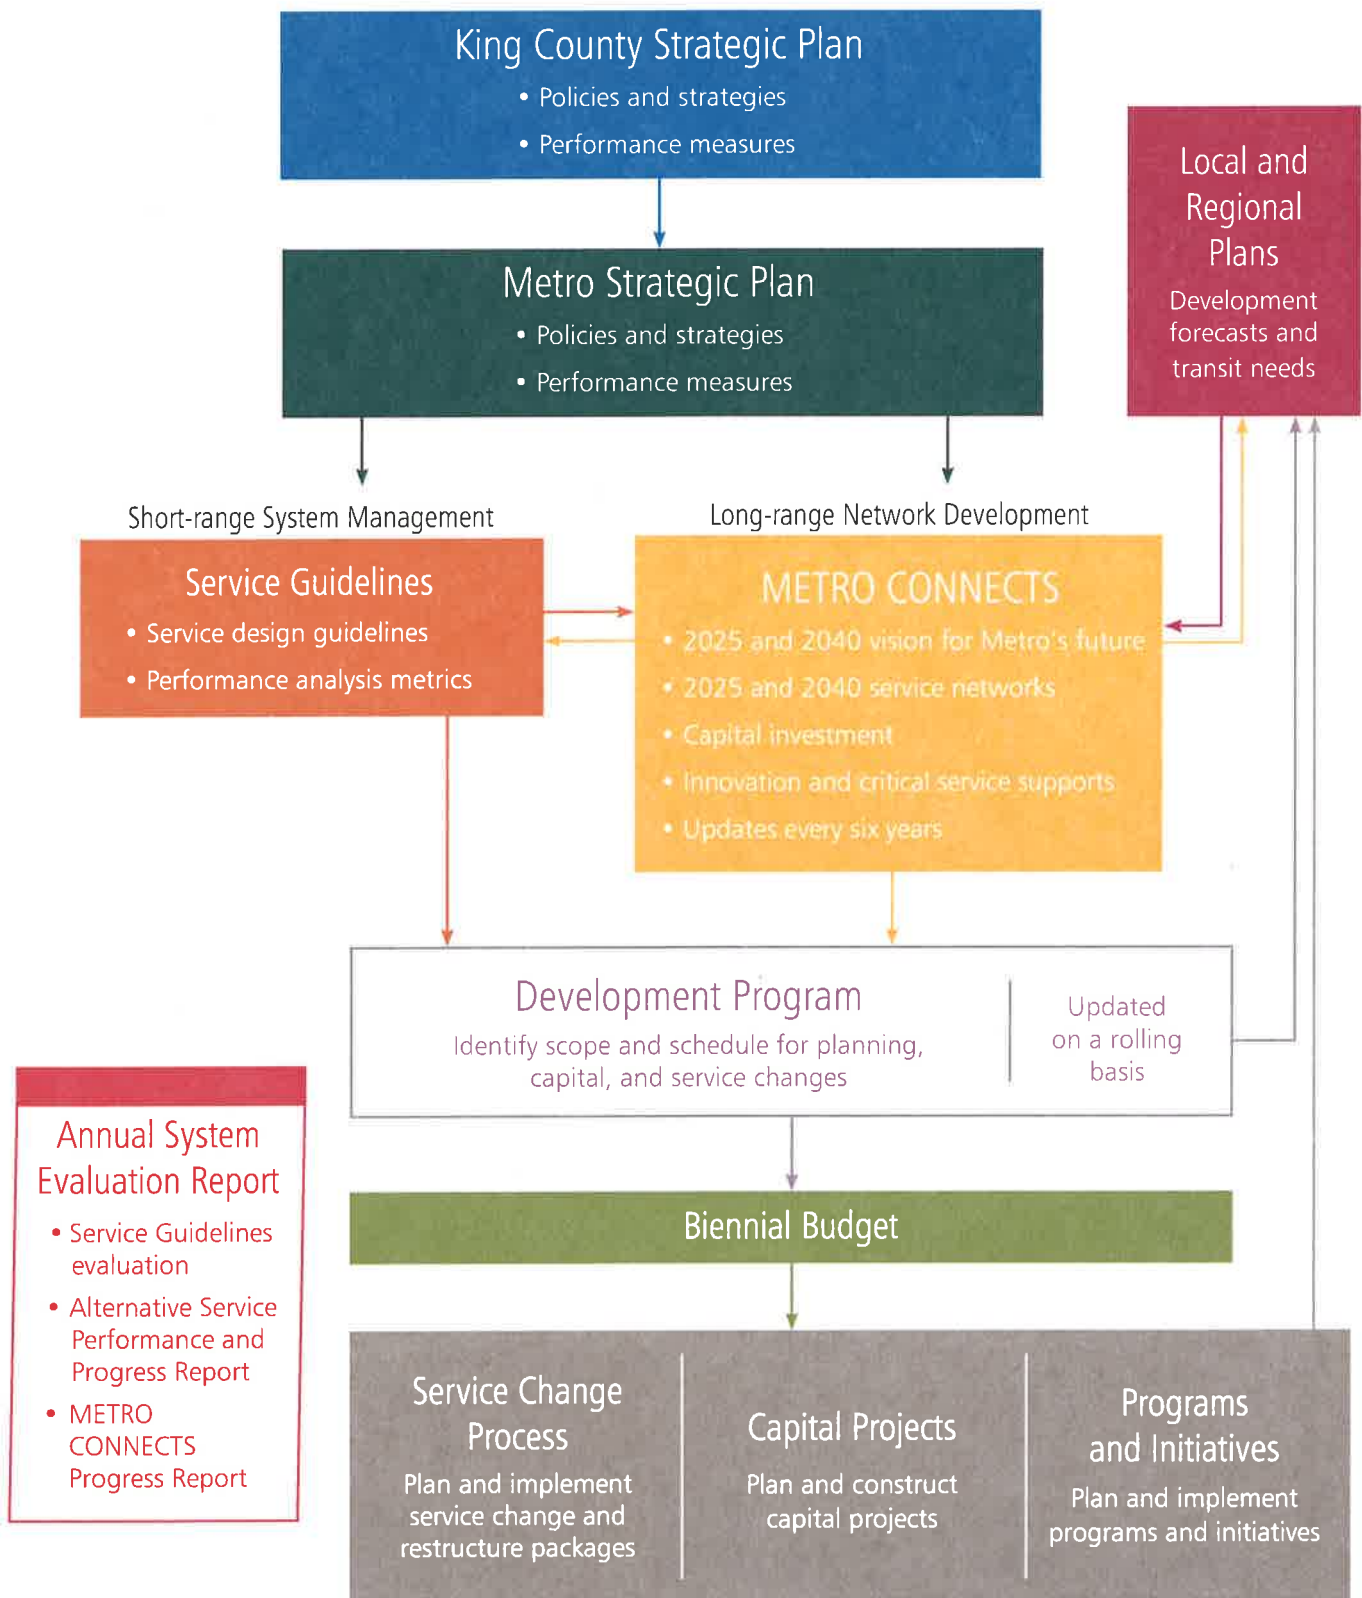 King County Strategic Plan
• Policies and strategies
• Performance measures
Local and
Regional
Plans
Development
forecasts and
transit needs
Metro Strategic Plan
• Policies and strategies
• Performance measures
Short-range System Management
Service Guidelines
• Service design guidelines
• Performance analysis metrics
Long-range Network Development
METRO CONNECTS
• 2025 and 2040 vision for Metro's future
• 2025 and 2040 service networks
• Capital investment
• Innovation and critical service supports
• Updates every six years
Development Program
Identify scope and schedule for planning,
capital, and service changes
Updated
on a rolling
basis
Annual System
Evaluation Report
• Service Guidelines
evaluation
• Alternative Service
Performance and
Progress Report
• METRO
CONNECTS
Progress Report
Biennial Budget
Service Change
Process
Plan and implement
service change and
restructure packages
Capital Projects
Plan and construct
capital projects
Programs
and Initiatives
Plan and implement
programs and initiatives